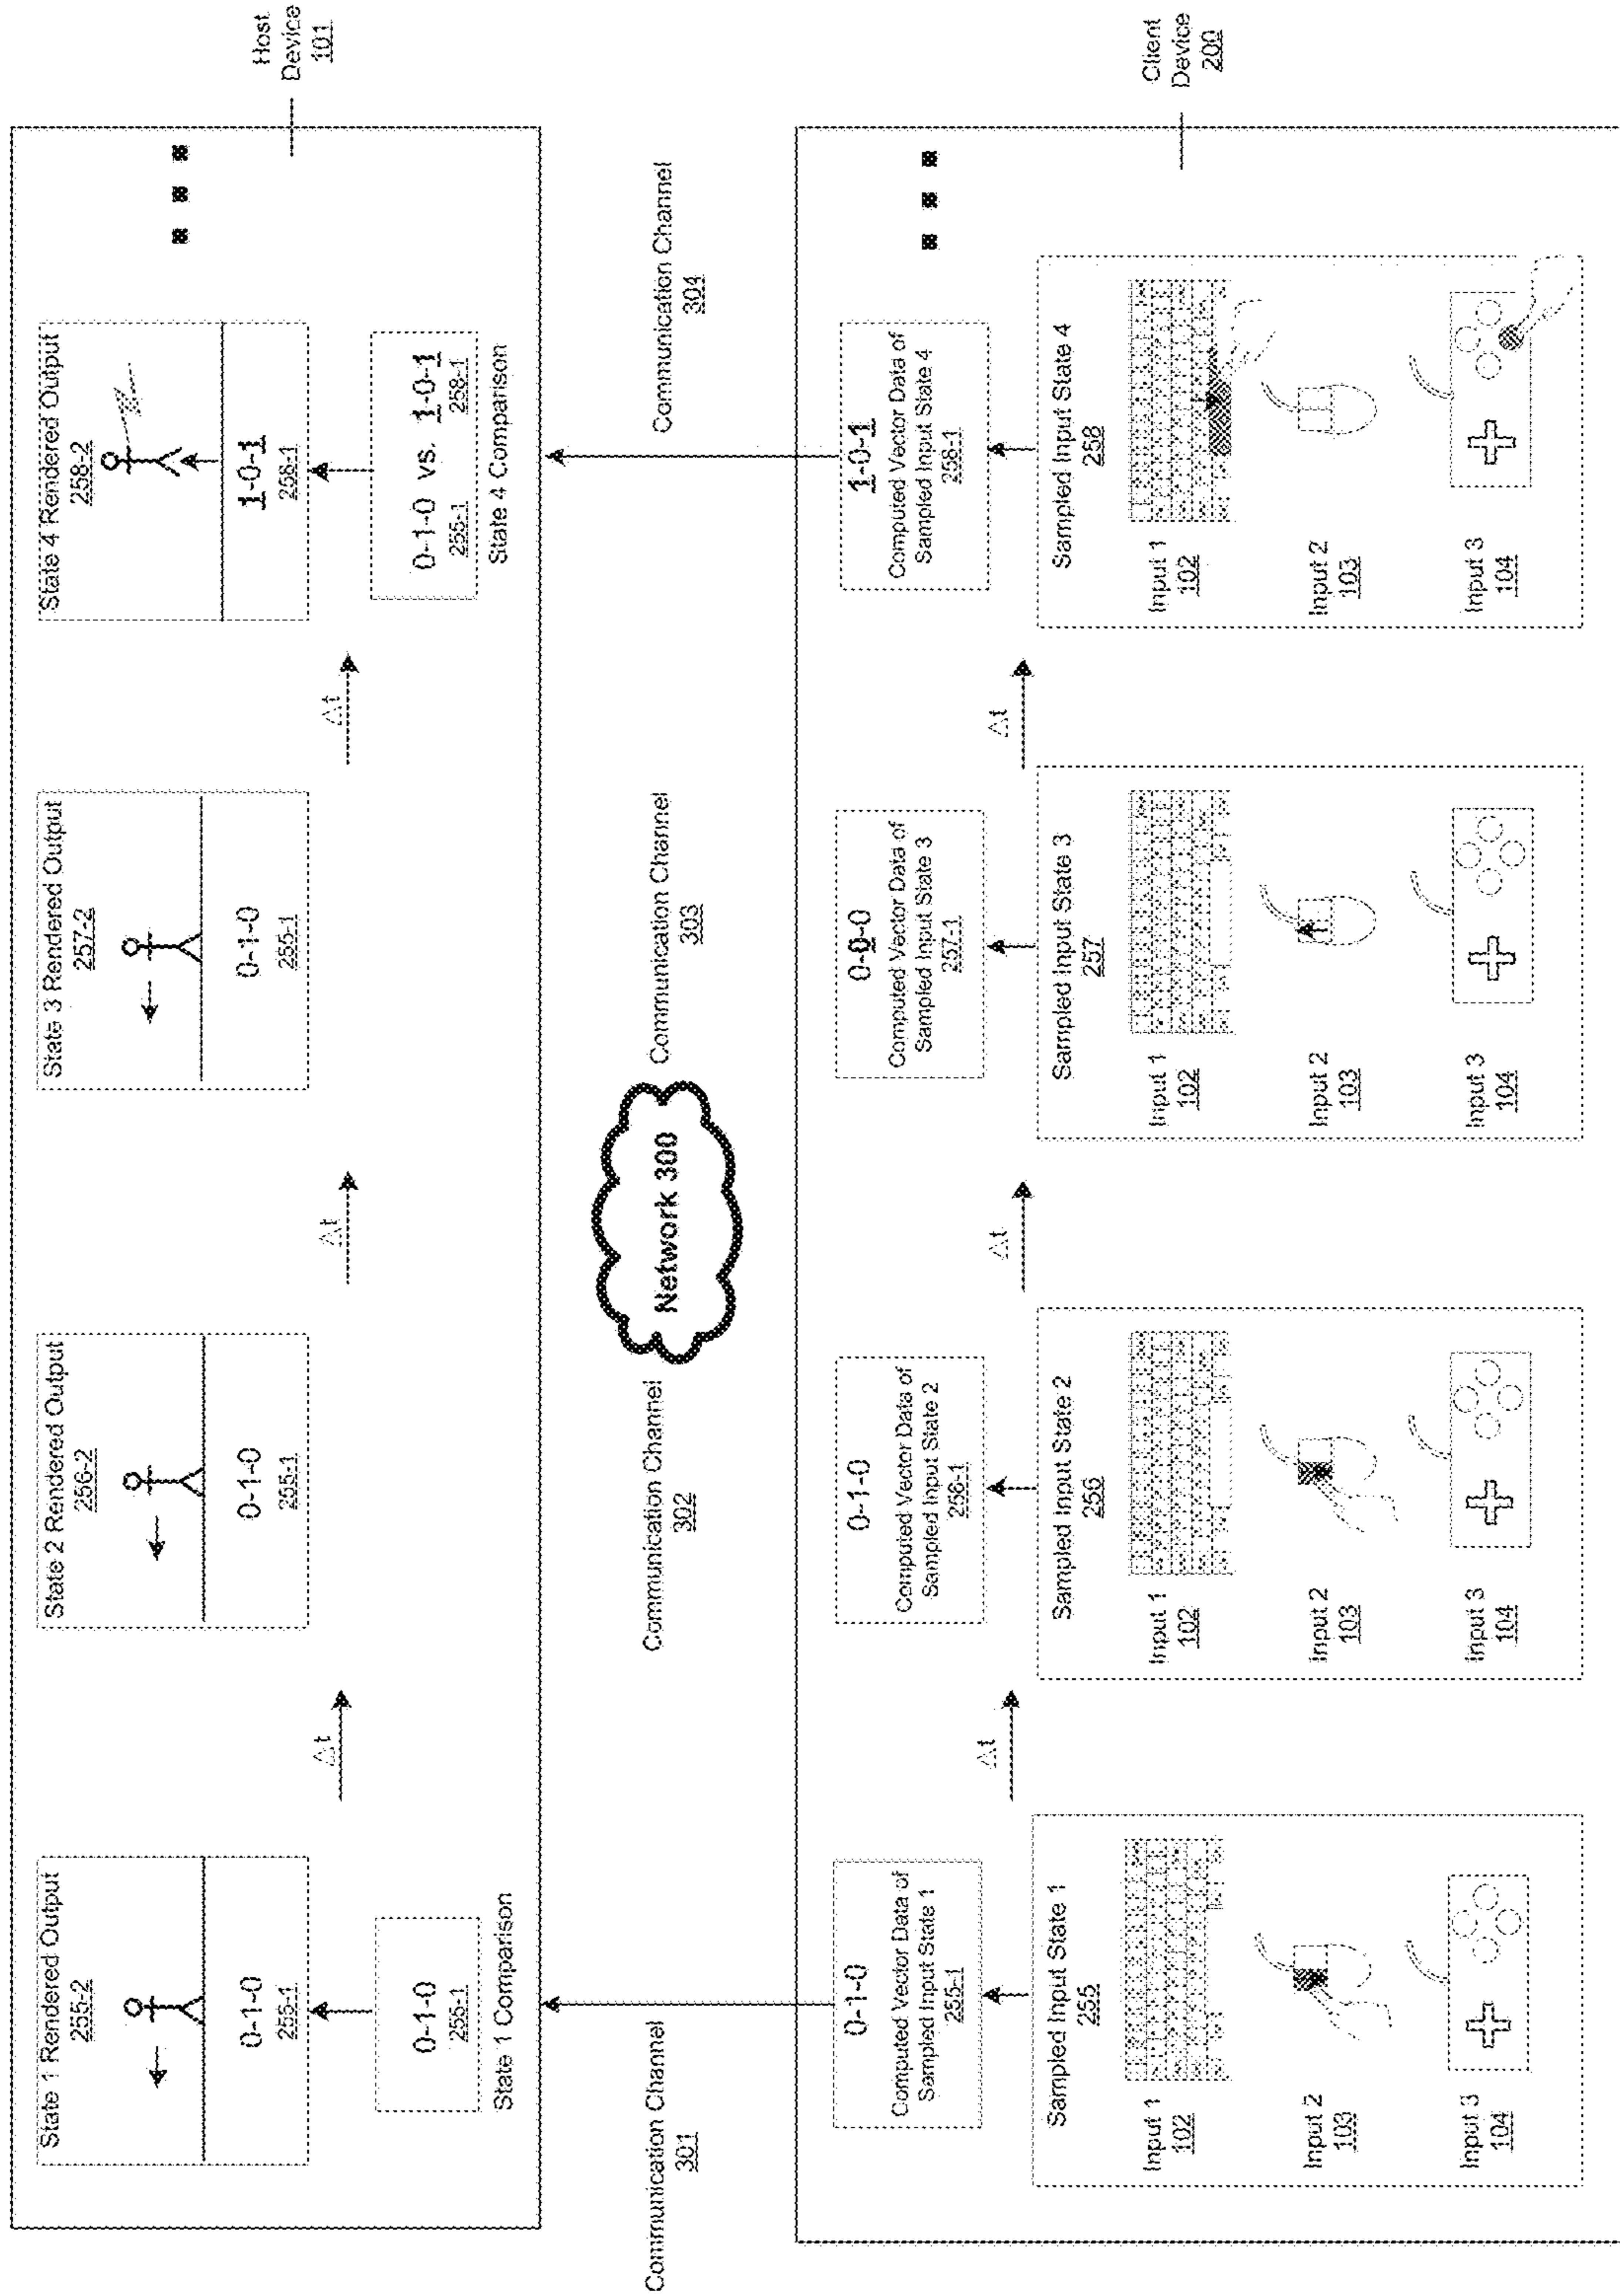 State 1 Rendered Output
255-2
0-1-0
255-1
0-1-0
255-1
State 1 Comparison
Δt
State 2 Rendered Output
256-2
0-1-0
255-1
Δt
State 3 Rendered Output
257-2
0-1-0
255-1
Δt
State 4 Rendered Output
258-2
1-0-1
258-1
0-1-0 vs. 1-0-1
255-1 258-1
State 4 Comparison
Host
Device
101
Communication Channel
301
Communication Channel
302
Network 300
Communication Channel
303
Communication Channel
304
0-1-0
Computed Vector Data of
Sampled Input State 1
255-1
Sampled Input State 1
255
Input 1
102
Input 2
103
Input 3
104
Δt
0-1-0
Computed Vector Data of
Sampled Input State 2
256-1
Sampled Input State 2
256
Input 1
102
Input 2
103
Input 3
104
Δt
0-0-0
Computed Vector Data of
Sampled Input State 3
257-1
Sampled Input State 3
257
Input 1
102
Input 2
103
Input 3
104
Δt
1-0-1
Computed Vector Data of
Sampled Input State 4
258-1
Sampled Input State 4
258
Input 1
102
Input 2
103
Input 3
104
Client
Device
200